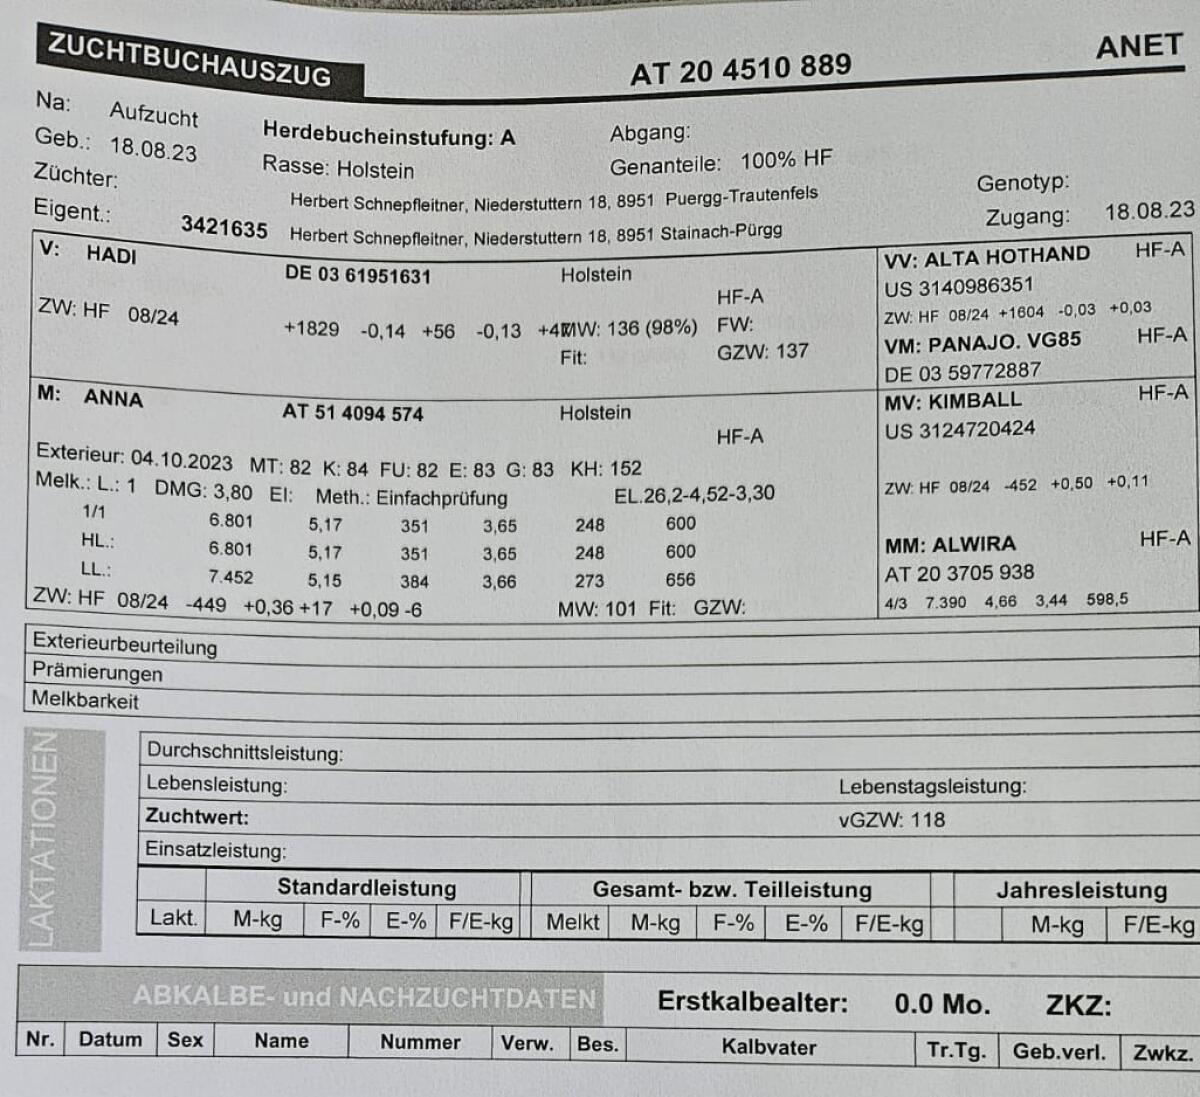 ZUCHTBUCHAUSZUG AT 20 4510 889 ANET
Na: Aufzucht Herdebucheinstufung: A Abgang:
Geb.: 18.08.23 Rasse: Holstein Genanteile: 100% HF Genotyp:
Züchter: Herbert Schnepfleitner, Niederstuttern 18, 8951 Puergg-Trautenfels
Eigent.: 3421635 Herbert Schnepfleitner, Niederstuttern 18, 8951 Stainach-Pürgg Zugang: 18.08.23
V: HADI DE 03 61951631 Holstein VV: ALTA HOTHAND HF-A
HF-A US 3140986351
ZW: HF 08/24 +1829 -0,14 +56 -0,13 MW: 136 (98%) FW: ZW: HF 08/24 +1604 -0,03 +0,03
Fit: GZW: 137 VM: PANAJO. VG85 HF-A
DE 03 59772887
M: ANNA AT 51 4094 574 Holstein MV: KIMBALL HF-A
HF-A US 3124720424
Exterieur: 04.10.2023 MT: 82 K: 84 FU: 82 E: 83 G: 83 KH: 152
Melk.: L.: 1 DMG: 3,80 EI: Meth.: Einfachprüfung EL.26,2-4,52-3,30 ZW: HF 08/24 -452 +0,50 +0,11
1/1 6.801 5,17 351 3,65 248 600
HL.: 6.801 5,17 351 3,65 248 600 MM: ALWIRA HF-A
LL.: 7.452 5,15 384 3,66 273 656 AT 20 3705 938
ZW: HF 08/24 -449 +0,36 +17 +0,09 -6 MW: 101 Fit: GZW: 4/3 7.390 4,66 3,44 598,5
Exterieurbeurteilung
Prämierungen
Melkbarkeit
LAKTATIONEN
Durchschnittsleistung:
Lebensleistung: Lebenstagsleistung:
Zuchtwert: vGZW: 118
Einsatzleistung:
Standardleistung Gesamt- bzw. Teilleistung Jahresleistung
Lakt. M-kg F-% E-% F/E-kg Melkt M-kg F-% E-% F/E-kg M-kg F/E-kg
ABKALBE- und NACHZUCHTDATEN Erstkalbealter: 0.0 Mo. ZKZ:
Nr. Datum Sex Name Nummer Verw. Bes. Kalbvater Tr.Tg. Geb.verl. Zwkz.